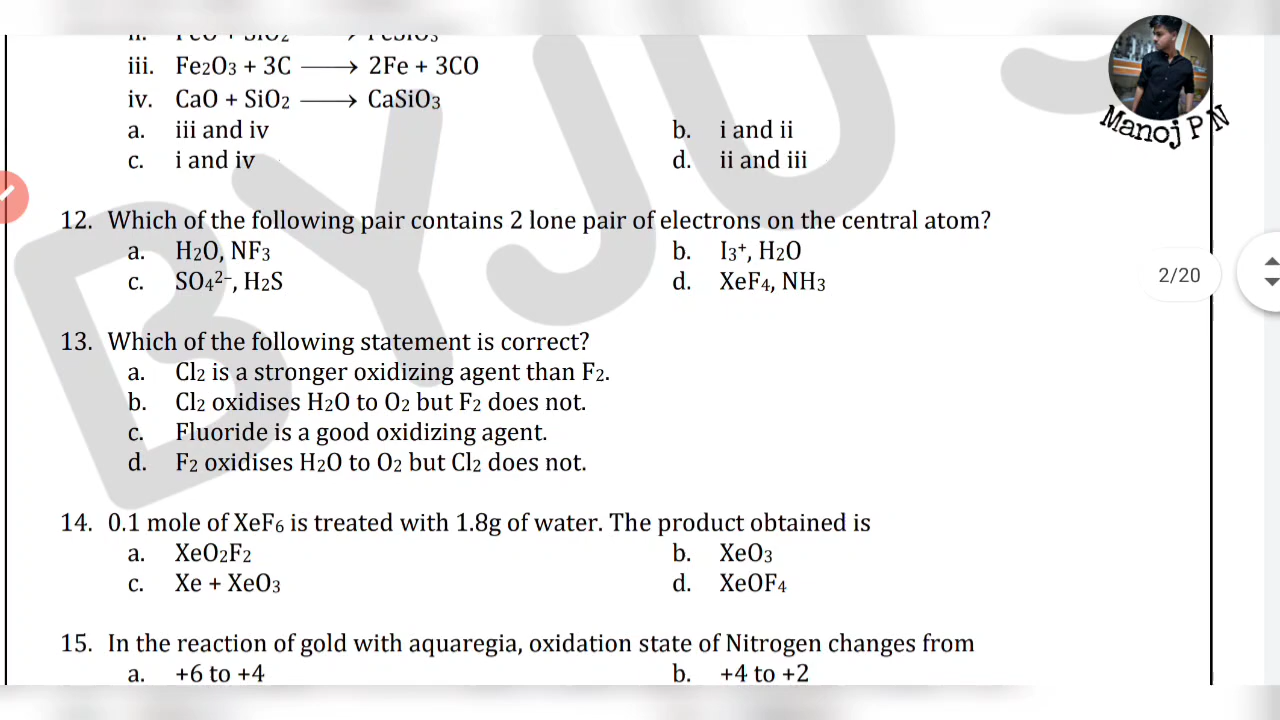 iii. Fe2O3 + 3C ⟶ 2Fe + 3CO
iv. CaO + SiO2 ⟶ CaSiO3
a. iii and iv b. i and ii
c. i and iv d. ii and iii
Manoj P N
12. Which of the following pair contains 2 lone pair of electrons on the central atom?
a. H2O, NF3 b. I3⁺, H2O
c. SO4²⁻, H2S d. XeF4, NH3
2/20
13. Which of the following statement is correct?
a. Cl2 is a stronger oxidizing agent than F2.
b. Cl2 oxidises H2O to O2 but F2 does not.
c. Fluoride is a good oxidizing agent.
d. F2 oxidises H2O to O2 but Cl2 does not.
14. 0.1 mole of XeF6 is treated with 1.8g of water. The product obtained is
a. XeO2F2 b. XeO3
c. Xe + XeO3 d. XeOF4
15. In the reaction of gold with aquaregia, oxidation state of Nitrogen changes from
a. +6 to +4 b. +4 to +2
BYJU'S